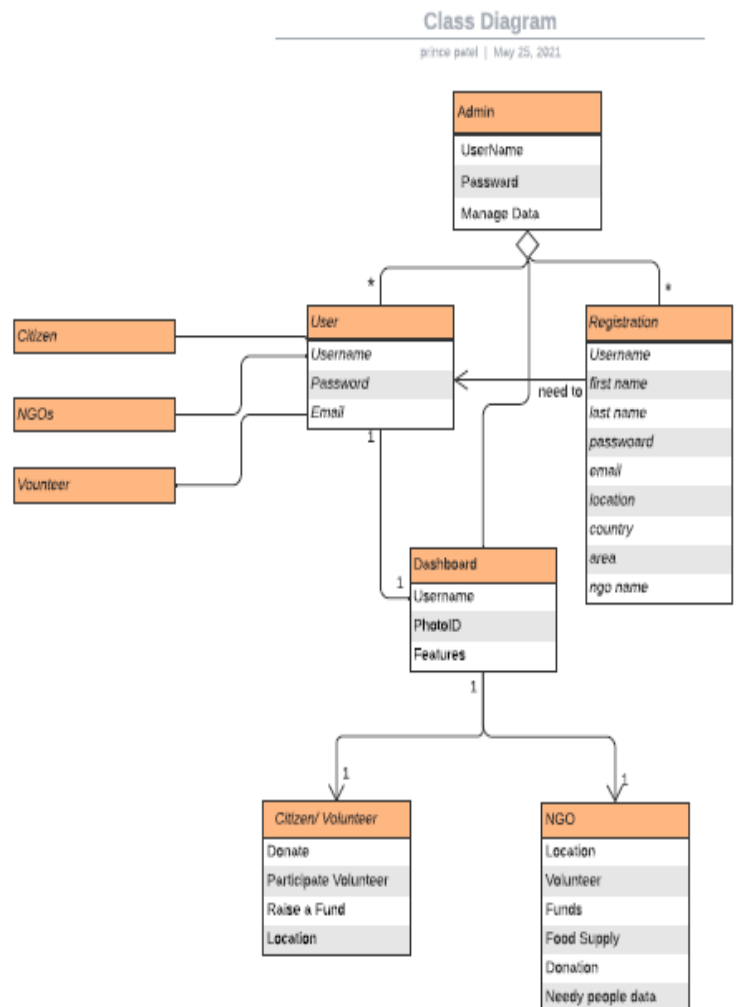 Class Diagram
prince patel | May 25, 2021
Admin
UserName
Passward
Manage Data
*
*
User
Username
Password
Email
1
Citizen
NGOs
Vounteer
need to
Registration
Username
first name
last name
passwoard
email
location
country
area
ngo name
1
Dashboard
Username
PhotoID
Features
1
1
1
Citizen/ Volunteer
Donate
Participate Volunteer
Raise a Fund
Location
NGO
Location
Volunteer
Funds
Food Supply
Donation
Needy people data